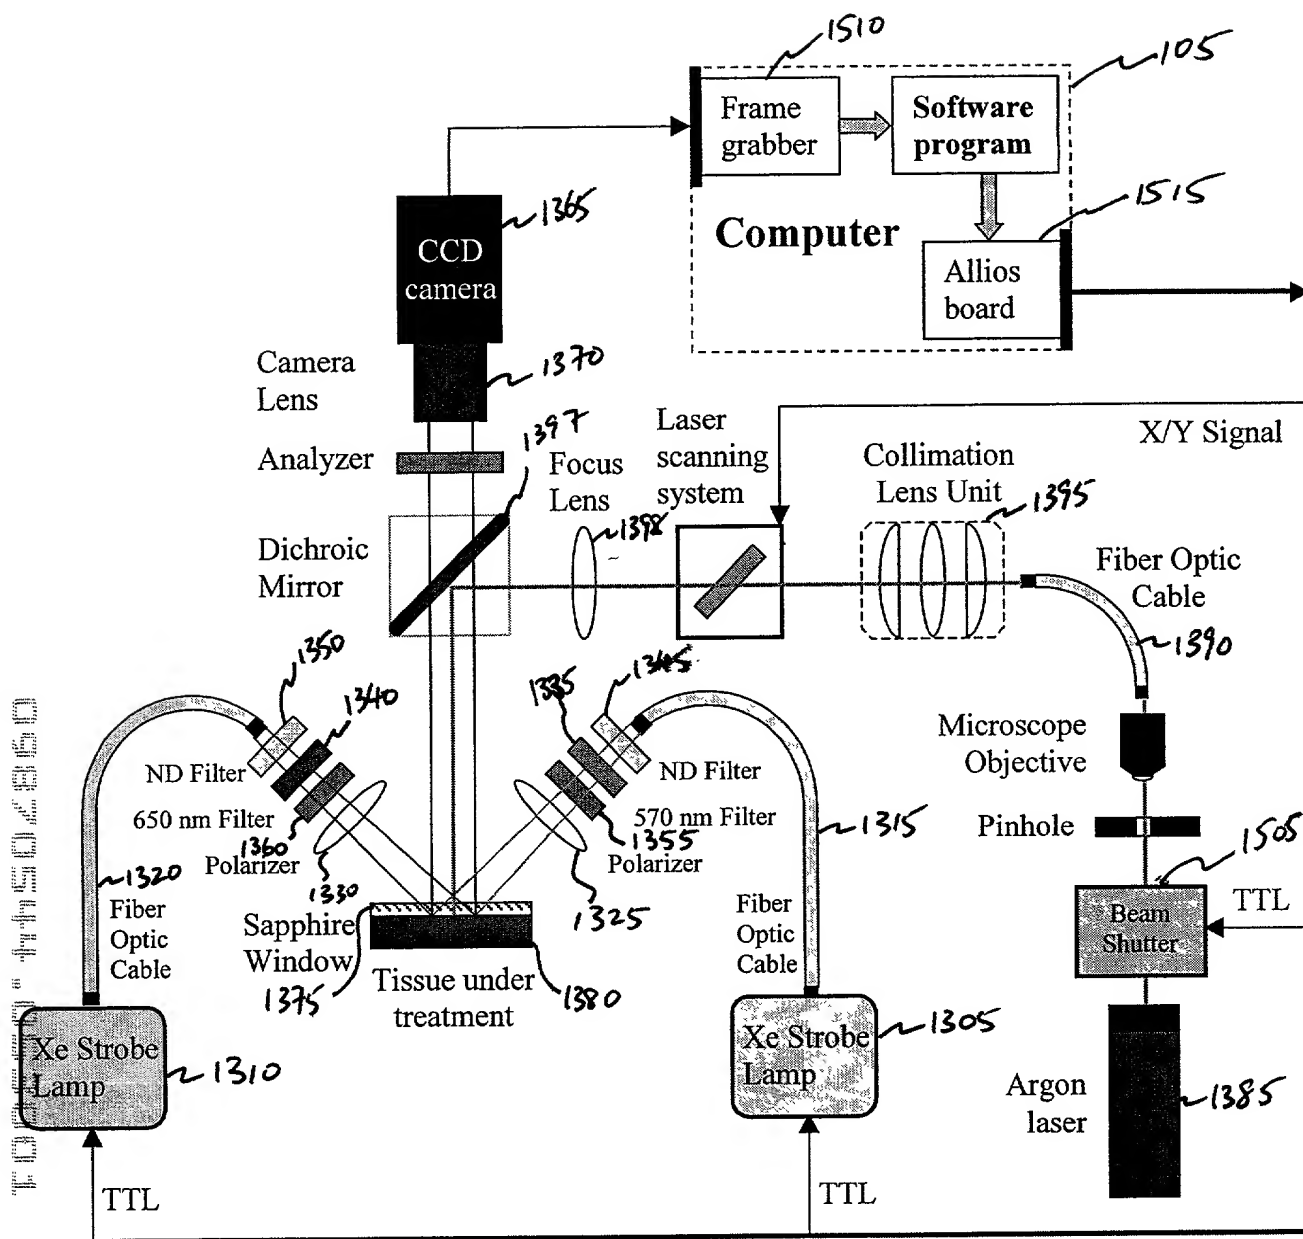 1510
105
Frame
grabber
Software
program
1515
Computer
Allios
board
1365
CCD
camera
Camera
Lens
1370
1397
Analyzer
Focus
Lens
1398
Laser
scanning
system
X/Y Signal
Collimation
Lens Unit
1395
Dichroic
Mirror
Fiber Optic
Cable
1390
1350
1340
1335
1345
ND Filter
650 nm Filter
1360
Polarizer
1330
ND Filter
570 nm Filter
1355
Polarizer
1325
1315
Microscope
Objective
Pinhole
1505
Beam
Shutter
TTL
1320
Fiber
Optic
Cable
Sapphire
Window
1375
Tissue under
treatment
1380
Fiber
Optic
Cable
Xe Strobe
Lamp
1310
Xe Strobe
Lamp
1305
Argon
laser
1385
TTL
TTL